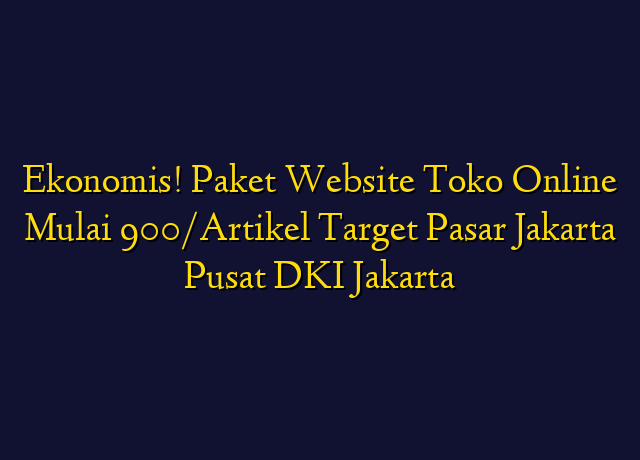 Ekonomis! Paket Website Toko Online
Mulai 900/Artikel Target Pasar Jakarta
Pusat DKI Jakarta